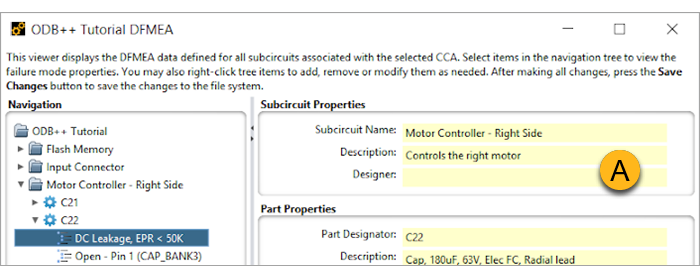 ODB++ Tutorial DFMEA
This viewer displays the DFMEA data defined for all subcircuits associated with the selected CCA. Select items in the navigation tree to view the
failure mode properties. You may also right-click tree items to add, remove or modify them as needed. After making all changes, press the Save
Changes button to save the changes to the file system.
Navigation
ODB++ Tutorial
Flash Memory
Input Connector
Motor Controller - Right Side
C21
C22
DC Leakage, EPR < 50K
Open - Pin 1 (CAP_BANK3)
Subcircuit Properties
Subcircuit Name: Motor Controller - Right Side
Description: Controls the right motor
Designer:
A
Part Properties
Part Designator: C22
Description: Cap, 180uF, 63V, Elec FC, Radial lead